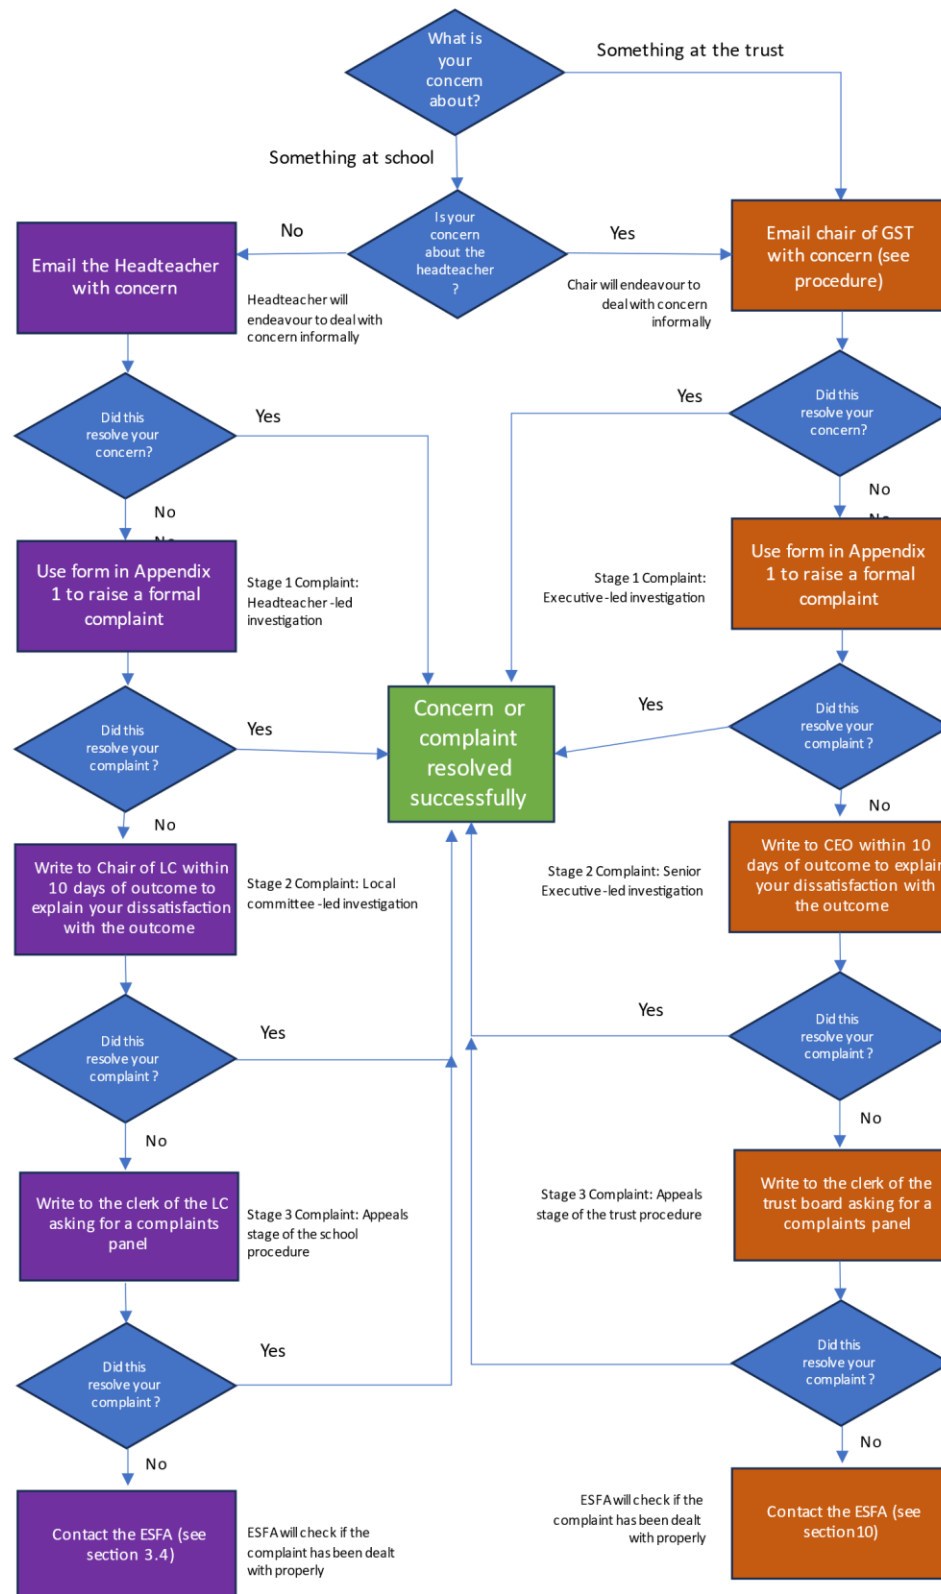 What is
your
concern
about?
Something at the trust
Something at school
Is your
concern
about the
headteacher
?
No
Yes
Email the Headteacher
with concern
Headteacher will
endeavour to deal with
concern informally
Email chair of GST
with concern (see
procedure)
Chair will endeavour to
deal with concern
informally
Did this
resolve your
concern?
Yes
No
Did this
resolve your
concern?
Yes
No
No
No
Use form in Appendix
1 to raise a formal
complaint
Stage 1 Complaint:
Headteacher -led
investigation
Stage 1 Complaint:
Executive -led investigation
Use form in Appendix
1 to raise a formal
complaint
Did this
resolve your
complaint ?
Yes
No
Concern or
complaint
resolved
successfully
Did this
resolve your
complaint ?
Yes
No
Write to Chair of LC within
10 days of outcome to
explain your dissatisfaction
with the outcome
Stage 2 Complaint: Local
committee -led investigation
Stage 2 Complaint: Senior
Executive -led investigation
Write to CEO within 10
days of outcome to explain
your dissatisfaction with
the outcome
Did this
resolve your
complaint ?
Yes
No
Did this
resolve your
complaint ?
Yes
No
Write to the clerk of the LC
asking for a complaints
panel
Stage 3 Complaint: Appeals
stage of the school
procedure
Stage 3 Complaint: Appeals
stage of the trust procedure
Write to the clerk of the
trust board asking for a
complaints panel
Did this
resolve your
complaint ?
Yes
No
Did this
resolve your
complaint ?
No
Contact the ESFA (see
section 3.4)
ESFA will check if the
complaint has been dealt
with properly
ESFA will check if the
complaint has been dealt
with properly
Contact the ESFA (see
section10)